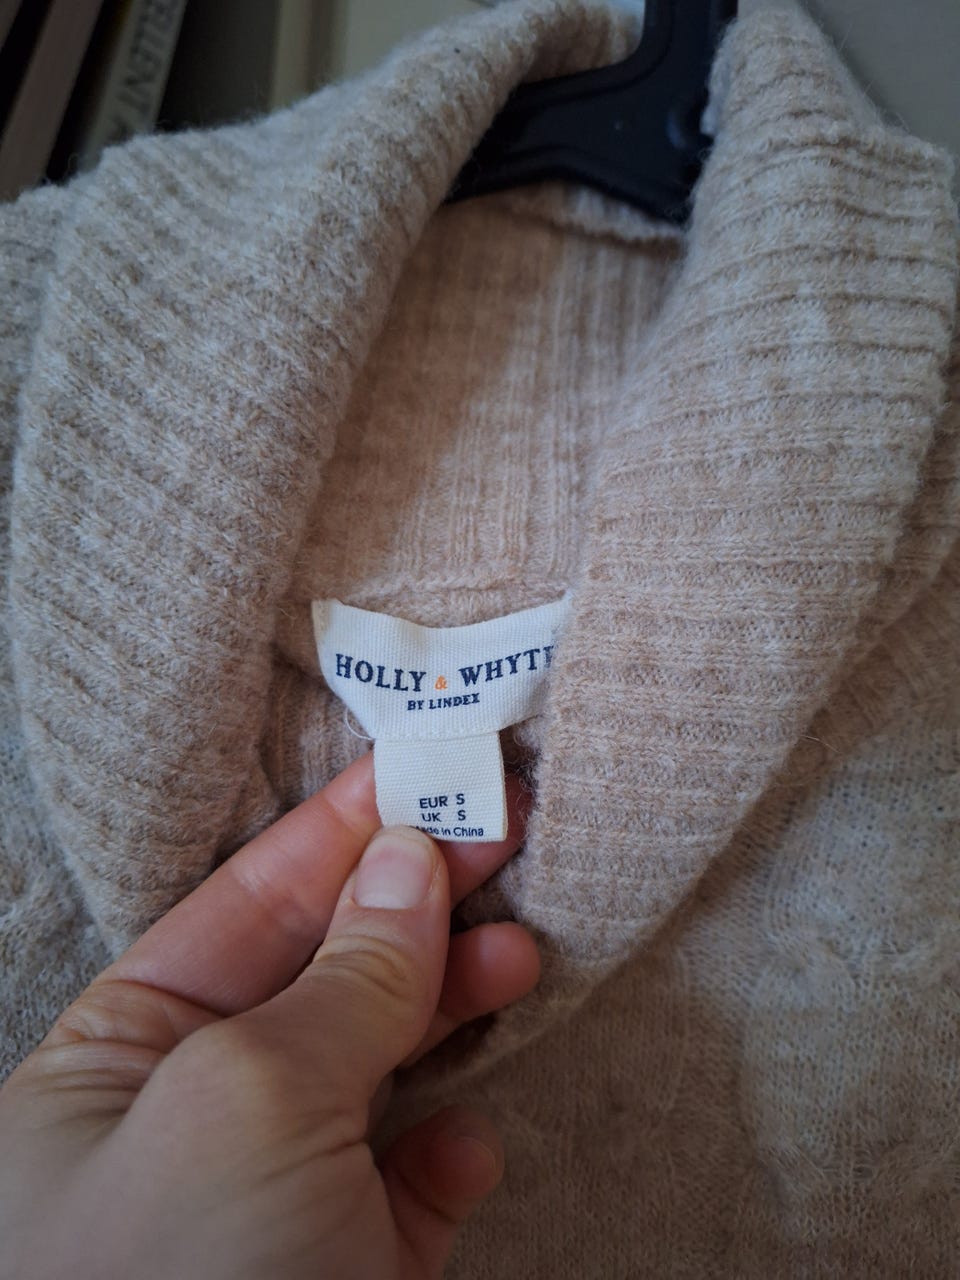 HOLLY & WHYTE
BY LINDEX
EUR S
UK S
Made in China